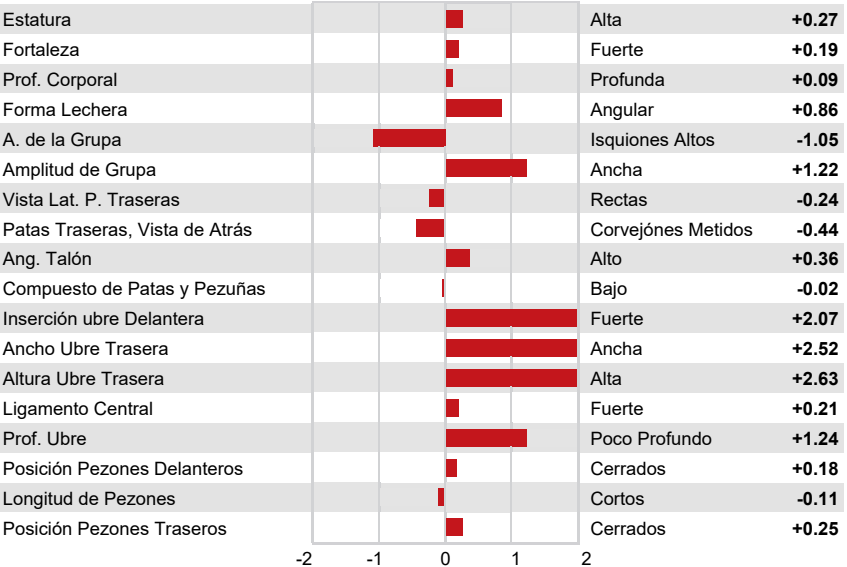 Estatura Alta +0.27
Fortaleza Fuerte +0.19
Prof. Corporal Profunda +0.09
Forma Lechera Angular +0.86
A. de la Grupa Isquiones Altos -1.05
Amplitud de Grupa Ancha +1.22
Vista Lat. P. Traseras Rectas -0.24
Patas Traseras, Vista de Atrás Corvejónes Metidos -0.44
Ang. Talón Alto +0.36
Compuesto de Patas y Pezuñas Bajo -0.02
Inserción ubre Delantera Fuerte +2.07
Ancho Ubre Trasera Ancha +2.52
Altura Ubre Trasera Alta +2.63
Ligamento Central Fuerte +0.21
Prof. Ubre Poco Profundo +1.24
Posición Pezones Delanteros Cerrados +0.18
Longitud de Pezones Cortos -0.11
Posición Pezones Traseros Cerrados +0.25
-2 -1 0 1 2